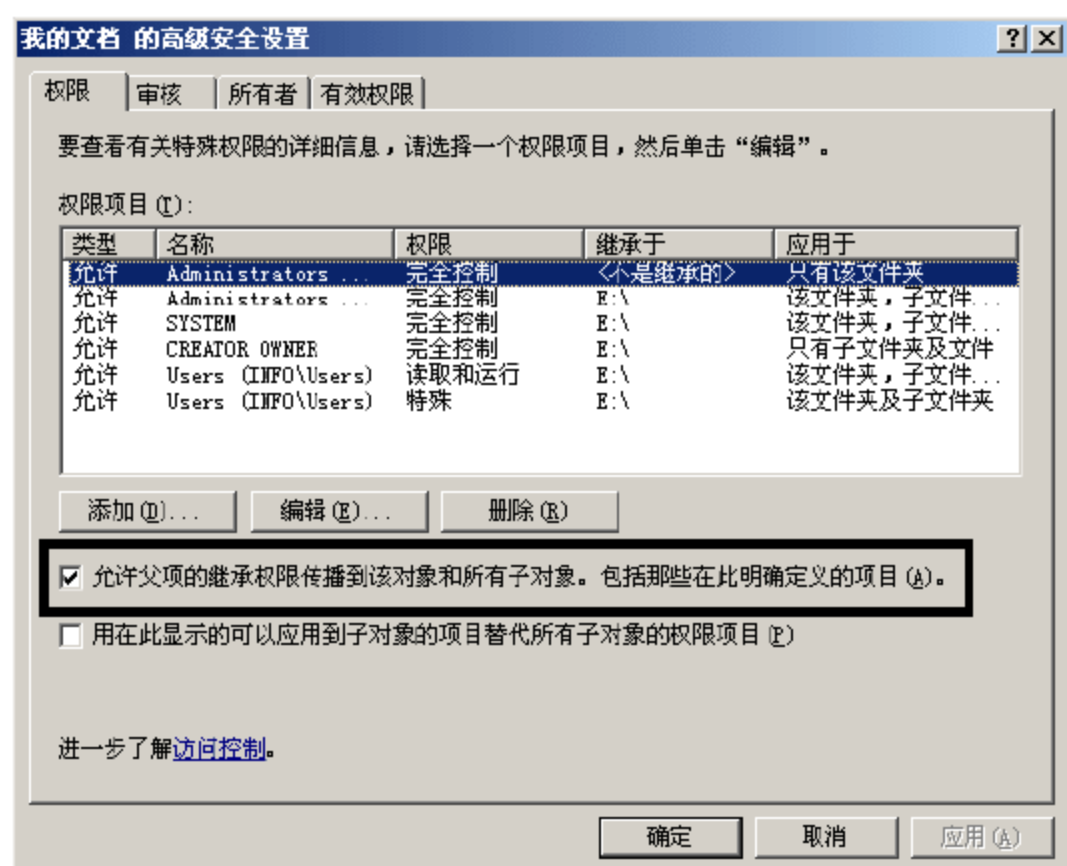 我的文档 的高级安全设置
权限 审核 所有者 有效权限
要查看有关特殊权限的详细信息，请选择一个权限项目，然后单击“编辑”。
权限项目(T):
类型 名称 权限 继承于 应用于
允许 Administrators ... 完全控制 <不是继承的> 只有该文件夹
允许 Administrators ... 完全控制 E:\ 该文件夹，子文件...
允许 SYSTEM 完全控制 E:\ 该文件夹，子文件...
允许 CREATOR OWNER 完全控制 E:\ 只有子文件夹及文件
允许 Users (INFO\Users) 读取和运行 E:\ 该文件夹，子文件...
允许 Users (INFO\Users) 特殊 E:\ 该文件夹及子文件夹
添加(D)... 编辑(E)... 删除(R)
允许父项的继承权限传播到该对象和所有子对象。包括那些在此明确定义的项目(A)。
用在此显示的可以应用到子对象的项目替代所有子对象的权限项目(P)
进一步了解访问控制。
确定 取消 应用(A)